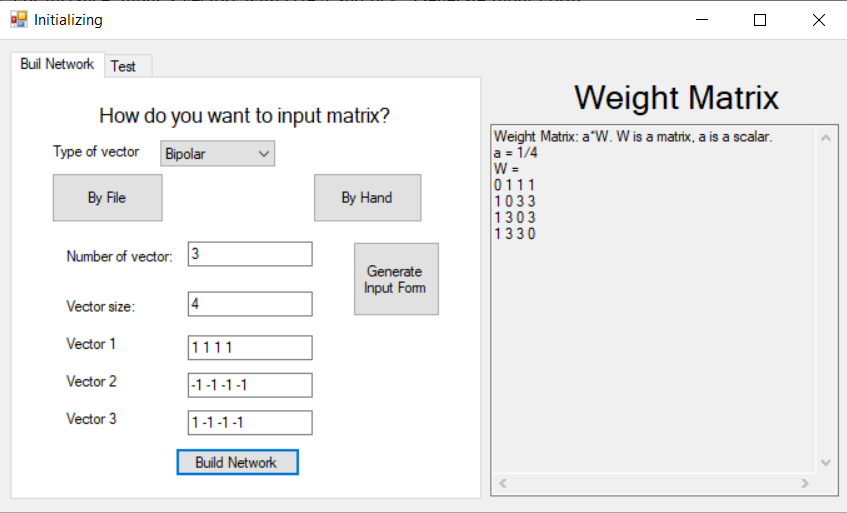 Initializing
Buil Network
Test
How do you want to input matrix?
Type of vector
Bipolar
By File
By Hand
Number of vector:
3
Generate
Input Form
Vector size:
4
Vector 1
1 1 1 1
Vector 2
-1 -1 -1 -1
Vector 3
1 -1 -1 -1
Build Network
Weight Matrix
Weight Matrix: a*W. W is a matrix, a is a scalar.
a = 1/4
W =
0 1 1 1
1 0 3 3
1 3 0 3
1 3 3 0